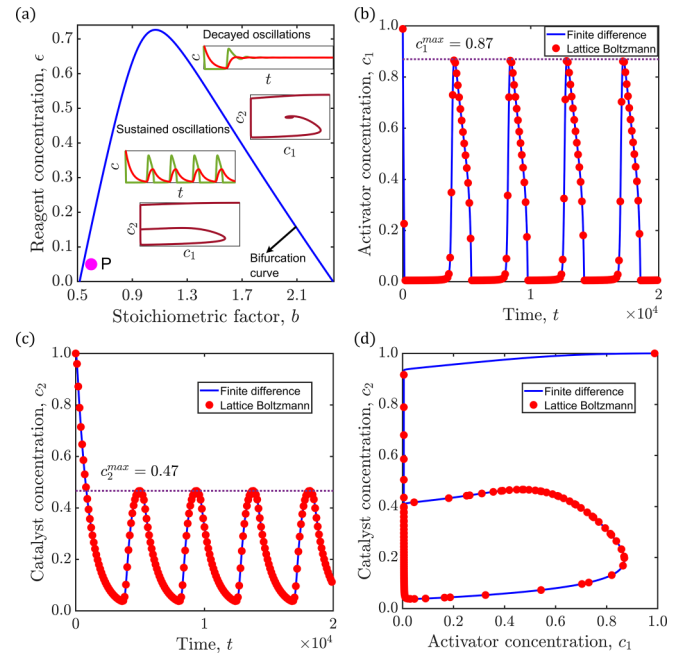 (a)
Reagent concentration, ϵ
0.7
0.6
0.5
0.4
0.3
0.2
0.1
0.0
0.5
0.9
1.3
1.7
2.1
Stoichiometric factor, b
Decayed oscillations
c
t
c₂
c₁
Sustained oscillations
c
t
c₂
c₁
P
Bifurcation
curve
(b)
Activator concentration, c₁
1.0
0.8
0.6
0.4
0.2
0.0
0
1
2
Time, t
×10⁴
c₁ᵐᵃˣ = 0.87
Finite difference
Lattice Boltzmann
(c)
Catalyst concentration, c₂
1.0
0.8
0.6
0.4
0.2
0.0
0
1
2
Time, t
×10⁴
Finite difference
Lattice Boltzmann
c₂ᵐᵃˣ = 0.47
(d)
Catalyst concentration, c₂
1.0
0.8
0.6
0.4
0.2
0.0
0.0
0.2
0.4
0.6
0.8
1.0
Activator concentration, c₁
Finite difference
Lattice Boltzmann